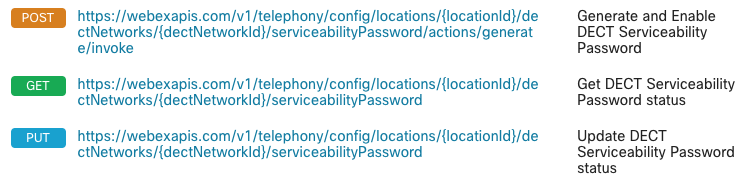 POST https://webexapis.com/v1/telephony/config/locations/{locationId}/de Generate and Enable
ctNetworks/{dectNetworkId}/serviceabilityPassword/actions/generat DECT Serviceability
e/invoke Password
GET https://webexapis.com/v1/telephony/config/locations/{locationId}/de Get DECT Serviceability
ctNetworks/{dectNetworkId}/serviceabilityPassword Password status
PUT https://webexapis.com/v1/telephony/config/locations/{locationId}/de Update DECT
ctNetworks/{dectNetworkId}/serviceabilityPassword Serviceability Password
status